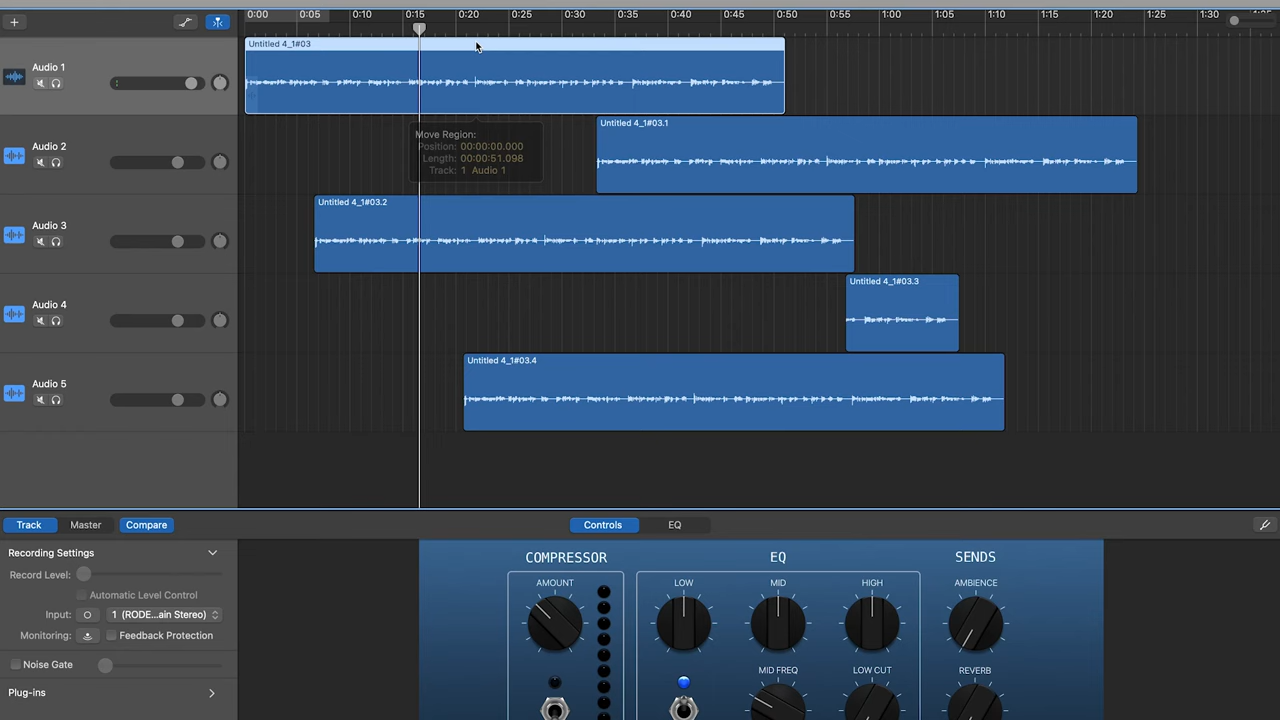 0:00 0:05 0:10 0:15 0:20 0:25 0:30 0:35 0:40 0:45 0:50 0:55 1:00 1:05 1:10 1:15 1:20 1:25 1:30
Untitled 4_1#03
Audio 1
Untitled 4_1#03.1
Move Region:
Position: 00:00:00.000
Length: 00:00:51.098
Track: 1 Audio 1
Audio 2
Untitled 4_1#03.2
Audio 3
Untitled 4_1#03.3
Audio 4
Untitled 4_1#03.4
Audio 5
Track Master Compare Controls EQ
Recording Settings
Record Level:
Automatic Level Control
Input: 1 (RODE...ain Stereo)
Monitoring: Feedback Protection
Noise Gate
Plug-ins
COMPRESSOR EQ SENDS
AMOUNT LOW MID HIGH AMBIENCE
MID FREQ LOW CUT REVERB